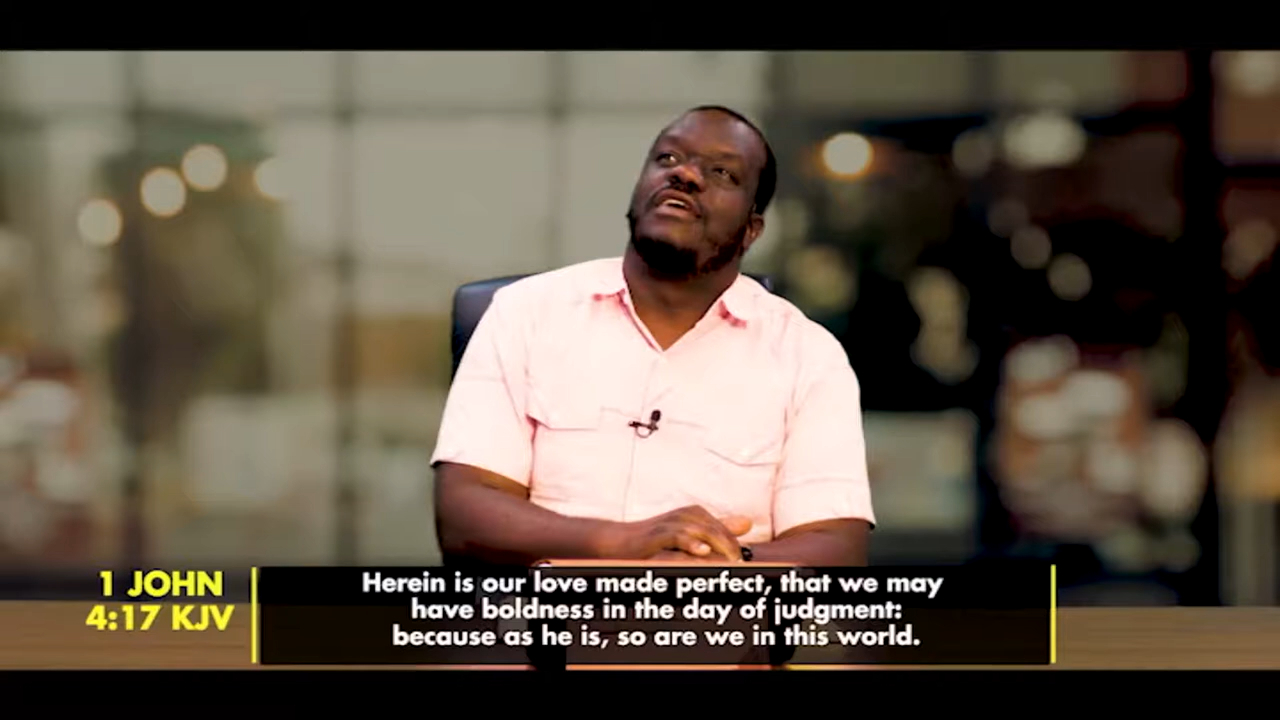 1 JOHN
4:17 KJV
Herein is our love made perfect, that we may
have boldness in the day of judgment:
because as he is, so are we in this world.